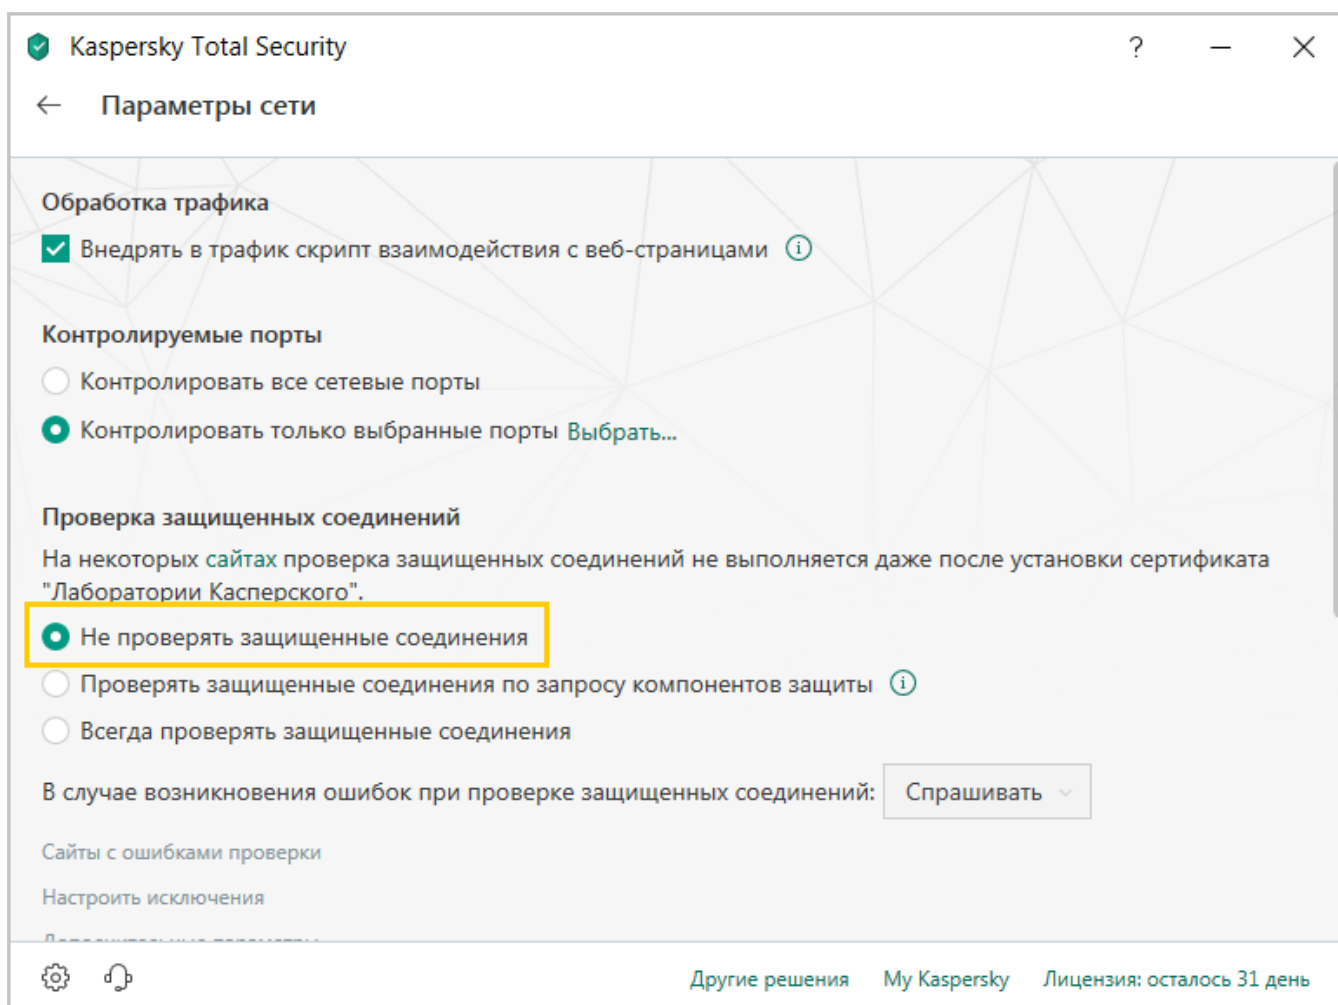 Kaspersky Total Security
?
Параметры сети
Обработка трафика
Внедрять в трафик скрипт взаимодействия с веб-страницами
Контролируемые порты
Контролировать все сетевые порты
Контролировать только выбранные порты Выбрать...
Проверка защищенных соединений
На некоторых сайтах проверка защищенных соединений не выполняется даже после установки сертификата
"Лаборатории Касперского".
Не проверять защищенные соединения
Проверять защищенные соединения по запросу компонентов защиты
Всегда проверять защищенные соединения
В случае возникновения ошибок при проверке защищенных соединений: Спрашивать
Сайты с ошибками проверки
Настроить исключения
Дополнительные параметры
Другие решения My Kaspersky Лицензия: осталось 31 день